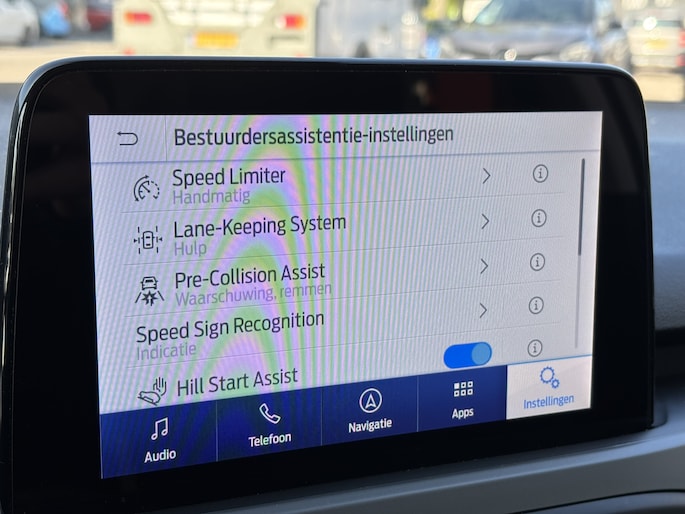 Bestuurdersassistentie-instellingen
Speed Limiter
Handmatig
Lane-Keeping System
Hulp
Pre-Collision Assist
Waarschuwing, remmen
Speed Sign Recognition
Indicatie
Hill Start Assist
Audio
Telefoon
Navigatie
Apps
Instellingen